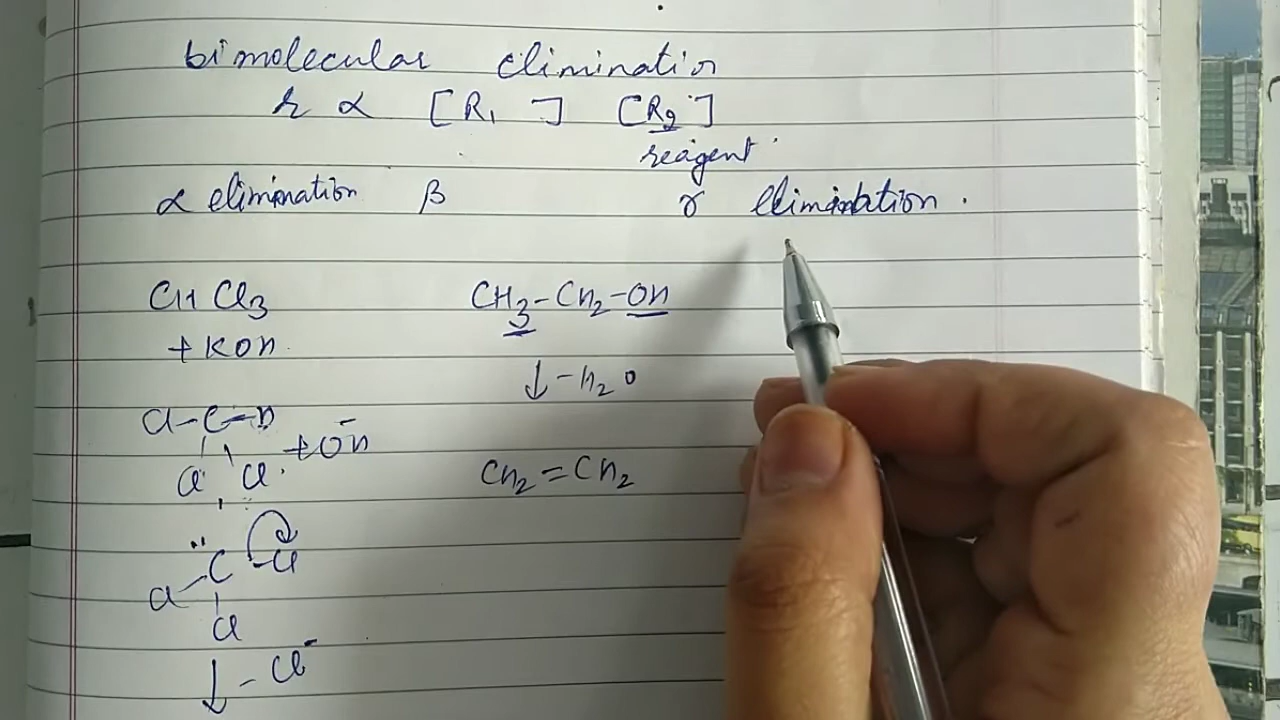 bimolecular elimination
r ∝ [R₁ ] [R₂]
reagent
α elimination β γ Elimination .
CHCl₃ CH₃-CH₂-OH
+KOH
↓-H₂O
Cl-C-H
Cl Cl. +OH⁻
CH₂=CH₂
Cl-C-Cl
Cl
↓-Cl⁻